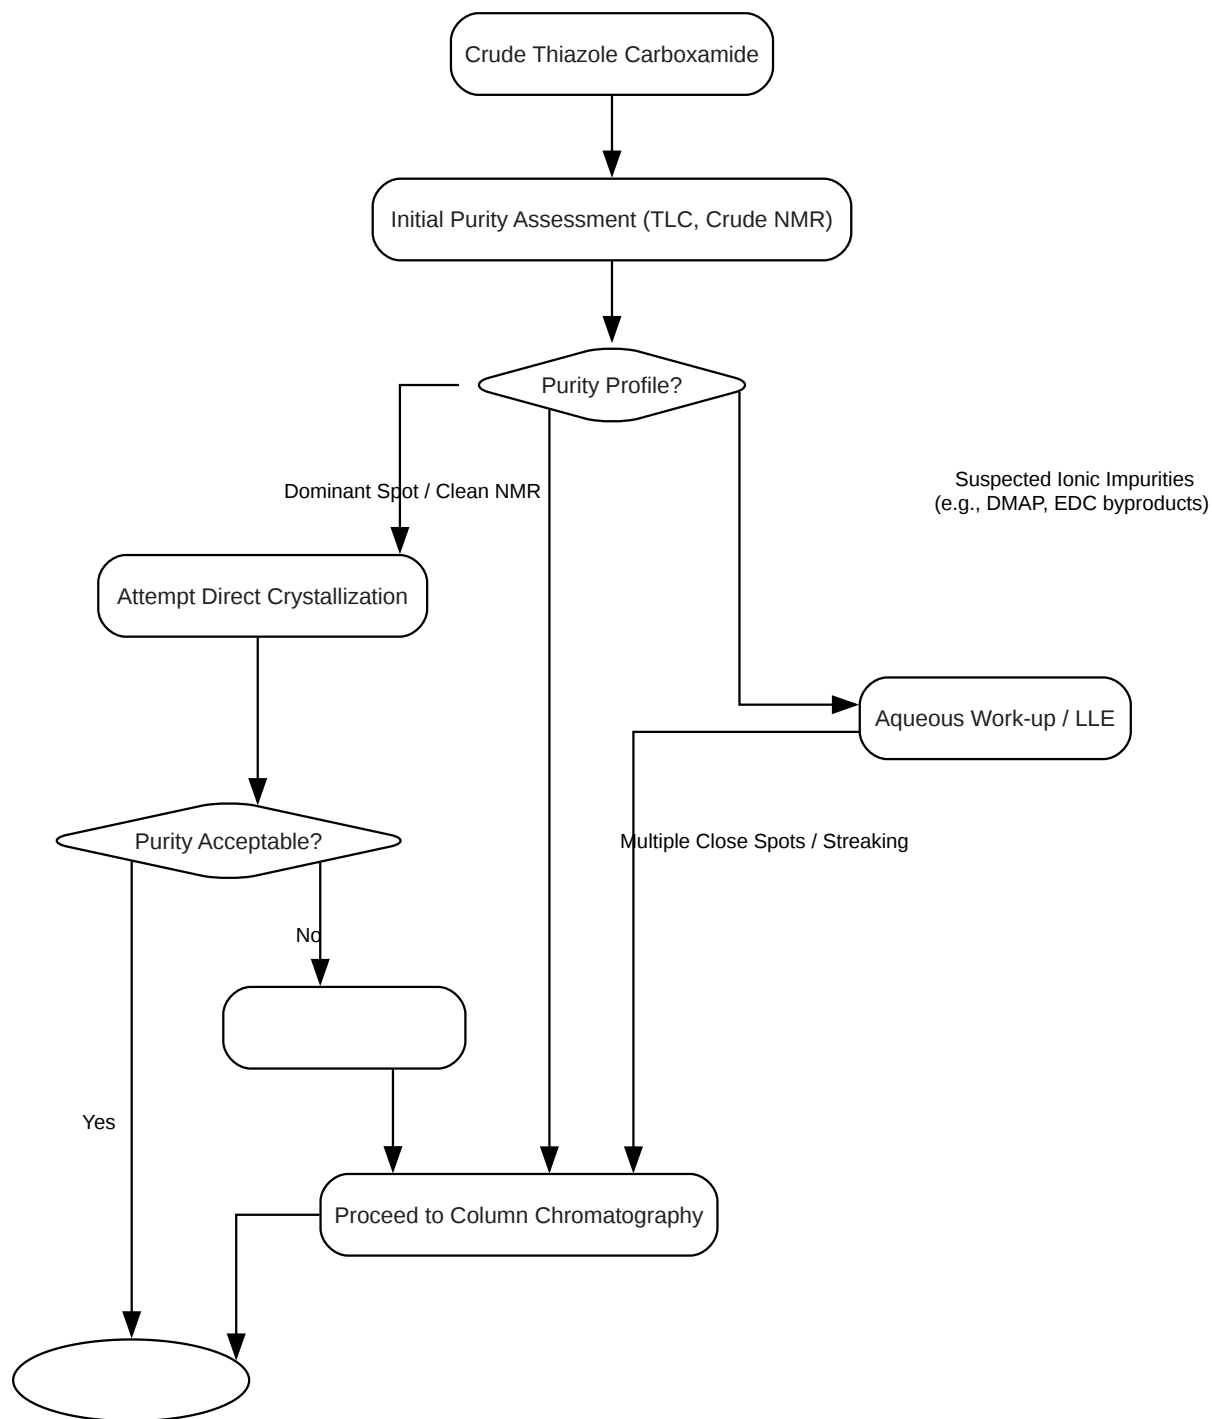 Crude Thiazole Carboxamide
Initial Purity Assessment (TLC, Crude NMR)
Purity Profile?
Suspected Ionic Impurities
(e.g., DMAP, EDC byproducts)
Dominant Spot / Clean NMR
Attempt Direct Crystallization
Aqueous Work-up / LLE
Purity Acceptable?
Multiple Close Spots / Streaking
No
Yes
Proceed to Column Chromatography